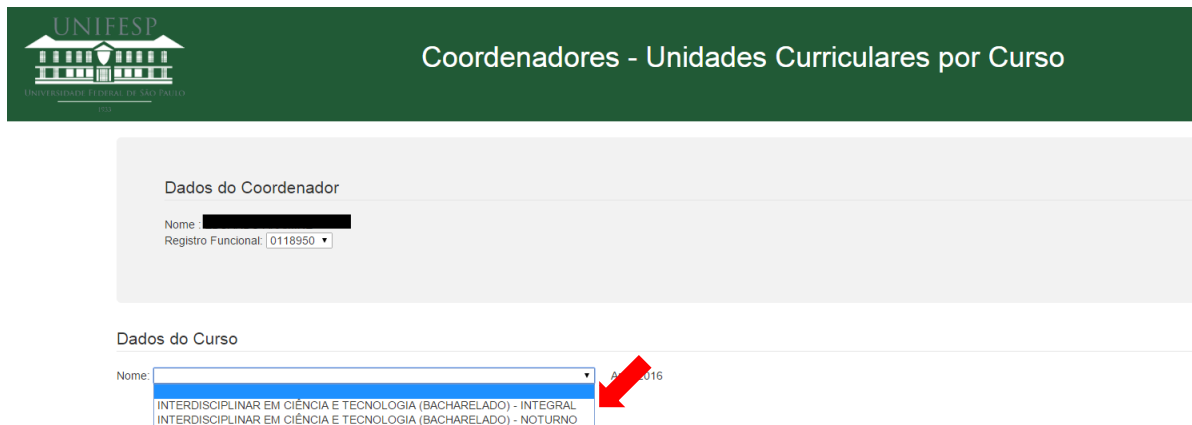 UNIFESP
UNIVERSIDADE FEDERAL DE SÃO PAULO
Coordenadores - Unidades Curriculares por Curso
Dados do Coordenador
Nome :
Registro Funcional: 0118950
Dados do Curso
Nome: 2016
INTERDISCIPLINAR EM CIÊNCIA E TECNOLOGIA (BACHARELADO) - INTEGRAL
INTERDISCIPLINAR EM CIÊNCIA E TECNOLOGIA (BACHARELADO) - NOTURNO